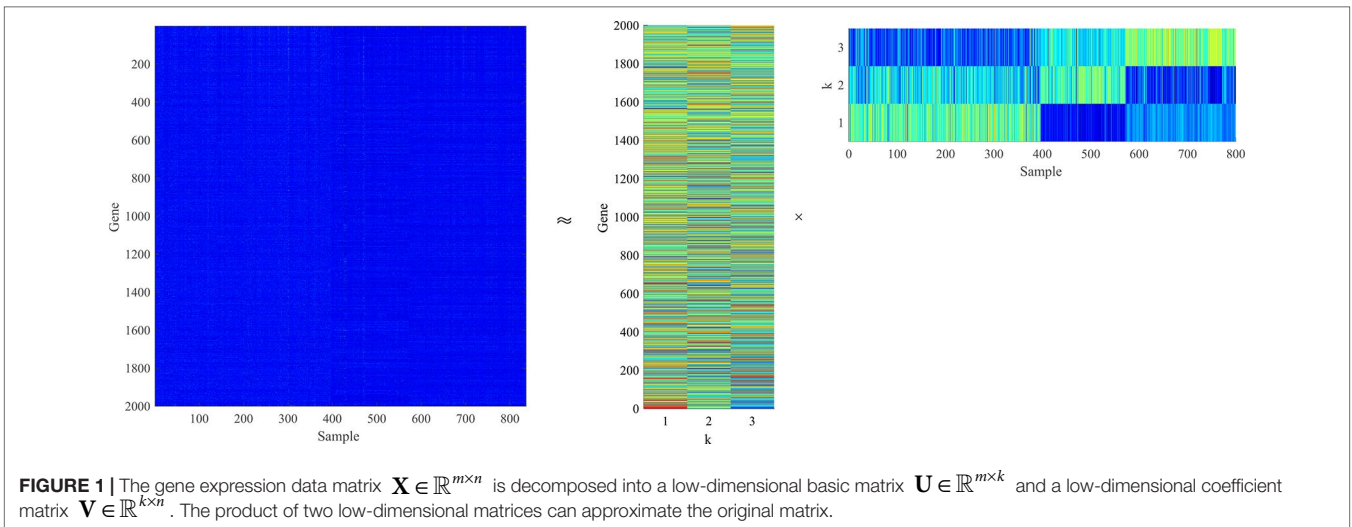 200
400
600
800
1000
1200
1400
1600
1800
2000
Gene
100 200 300 400 500 600 700 800
Sample
≈
2000
1800
1600
1400
1200
1000
800
600
400
200
0
Gene
1 2 3
k
×
3
2
1
k
0 100 200 300 400 500 600 700 800
Sample
FIGURE 1 | The gene expression data matrix X ∈ ℝ^{m×n} is decomposed into a low-dimensional basic matrix U ∈ ℝ^{m×k} and a low-dimensional coefficient
matrix V ∈ ℝ^{k×n}. The product of two low-dimensional matrices can approximate the original matrix.